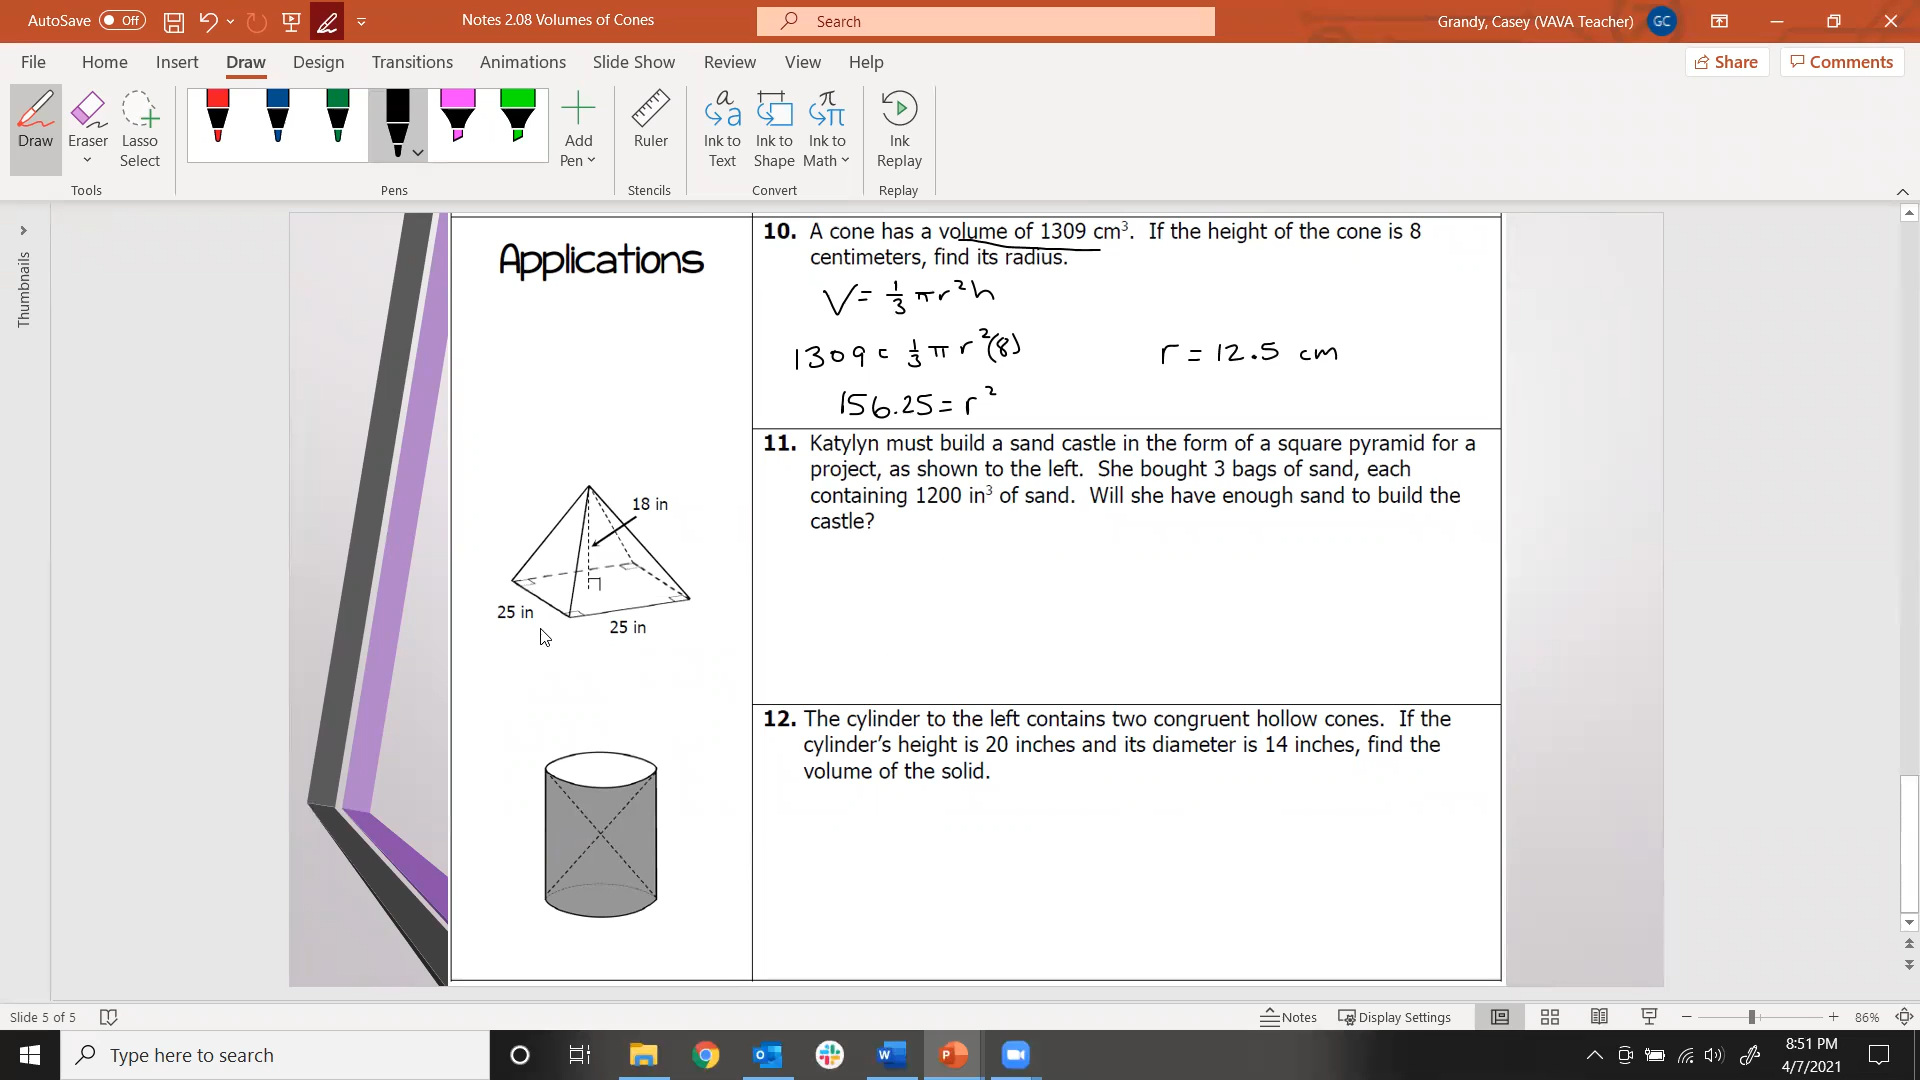 AutoSave Off
Notes 2.08 Volumes of Cones
Search
Grandy, Casey (VAVA Teacher) GC
File Home Insert Draw Design Transitions Animations Slide Show Review View Help
Share Comments
Draw
Eraser
Lasso Select
Add Pen
Ruler
Ink to Text
Ink to Shape
Ink to Math
Ink Replay
Tools Pens Stencils Convert Replay
Thumbnails
Applications
10. A cone has a volume of 1309 cm³. If the height of the cone is 8
centimeters, find its radius.
V = 1/3 πr²h
1309 = 1/3 π r²(8)
r = 12.5 cm
156.25 = r²
11. Katylyn must build a sand castle in the form of a square pyramid for a
project, as shown to the left. She bought 3 bags of sand, each
containing 1200 in³ of sand. Will she have enough sand to build the
castle?
18 in
25 in
25 in
12. The cylinder to the left contains two congruent hollow cones. If the
cylinder's height is 20 inches and its diameter is 14 inches, find the
volume of the solid.
Slide 5 of 5
Notes
Display Settings
86%
Type here to search
8:51 PM
4/7/2021